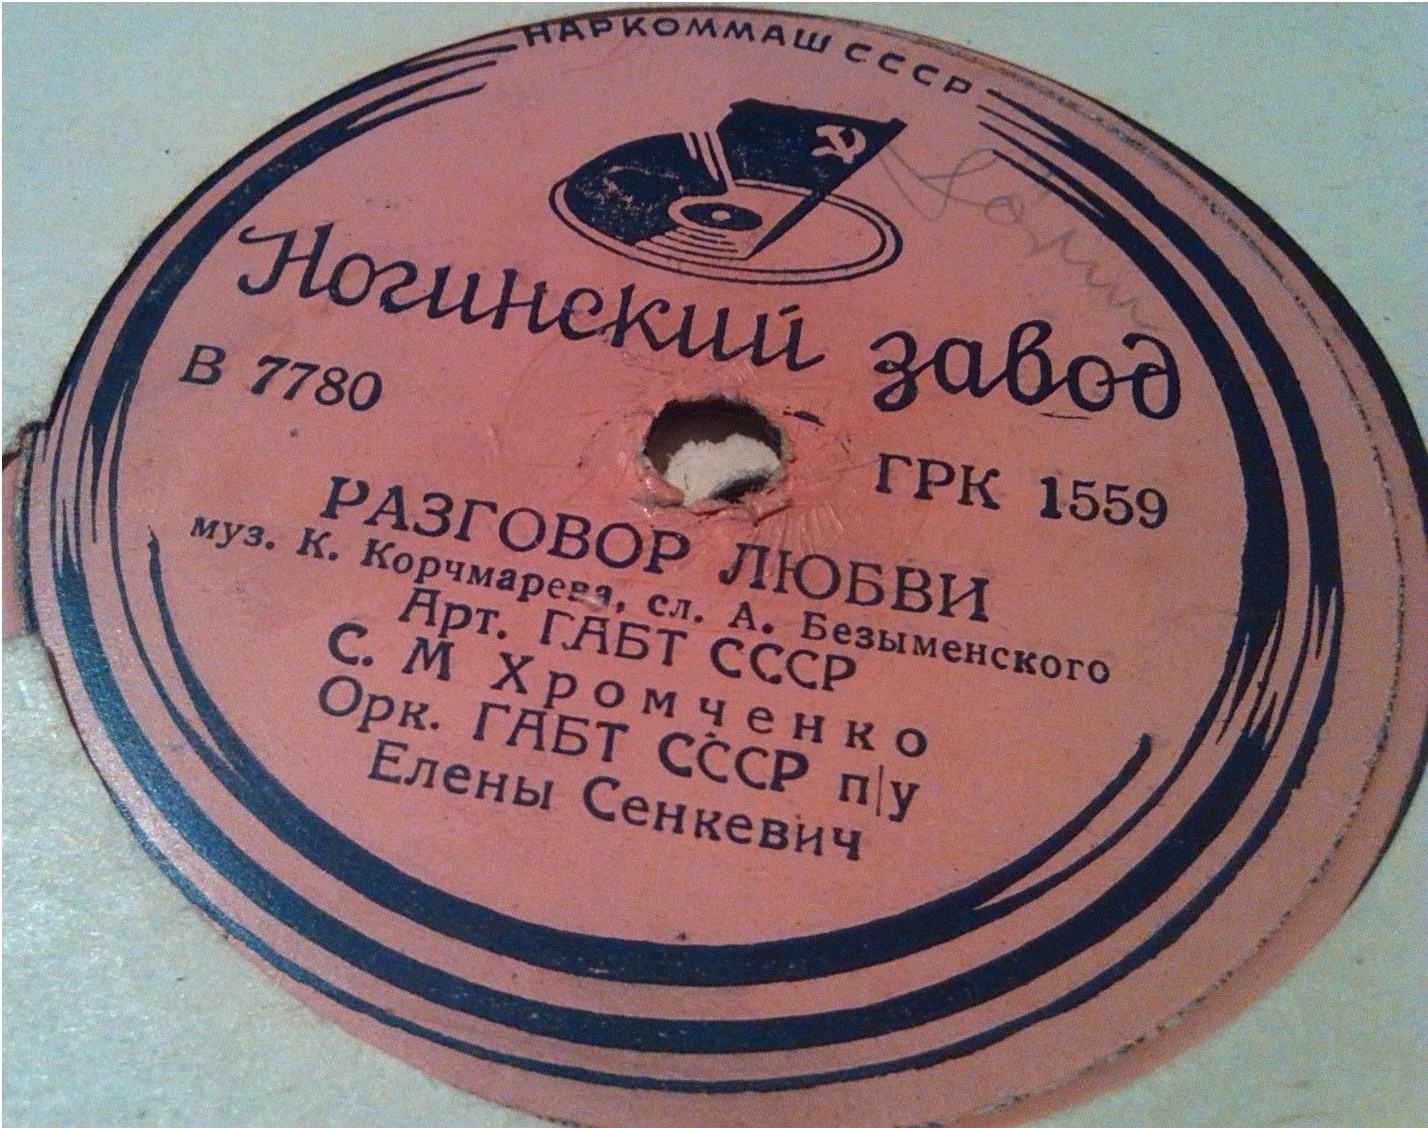 НАРКОММАШ СССР
Ногинский завод
В 7780
ГРК 1559
РАЗГОВОР ЛЮБВИ
муз. К. Корчмарева, сл. А. Безыменского
Арт. ГАБТ СССР
С. М Хромченко
Орк. ГАБТ СССР п/у
Елены Сенкевич